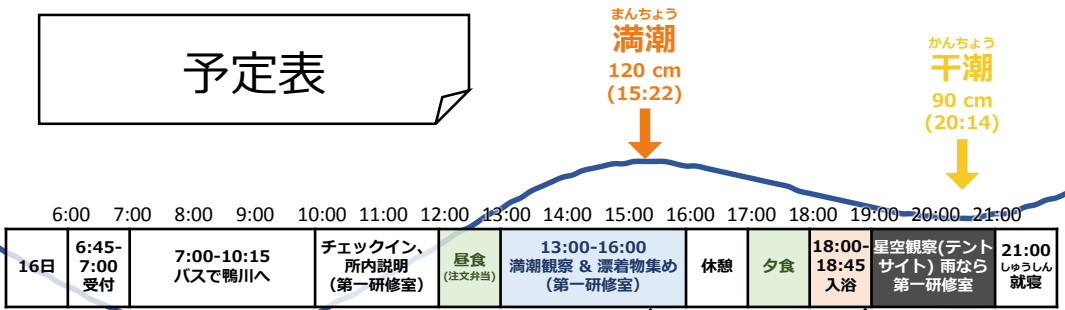 予定表
まんちょう
満潮
120 cm
(15:22)
かんちょう
干潮
90 cm
(20:14)
6:00 7:00 8:00 9:00 10:00 11:00 12:00 13:00 14:00 15:00 16:00 17:00 18:00 19:00 20:00 21:00
16日
6:45-
7:00
受付
7:00-10:15
バスで鴨川へ
チェックイン、
所内説明
(第一研修室)
昼食
(注文弁当)
13:00-16:00
満潮観察 & 漂着物集め
(第一研修室)
休憩
夕食
18:00-
18:45
入浴
星空観察(テント
サイト) 雨なら
第一研修室
21:00
しゅうしん
就寝